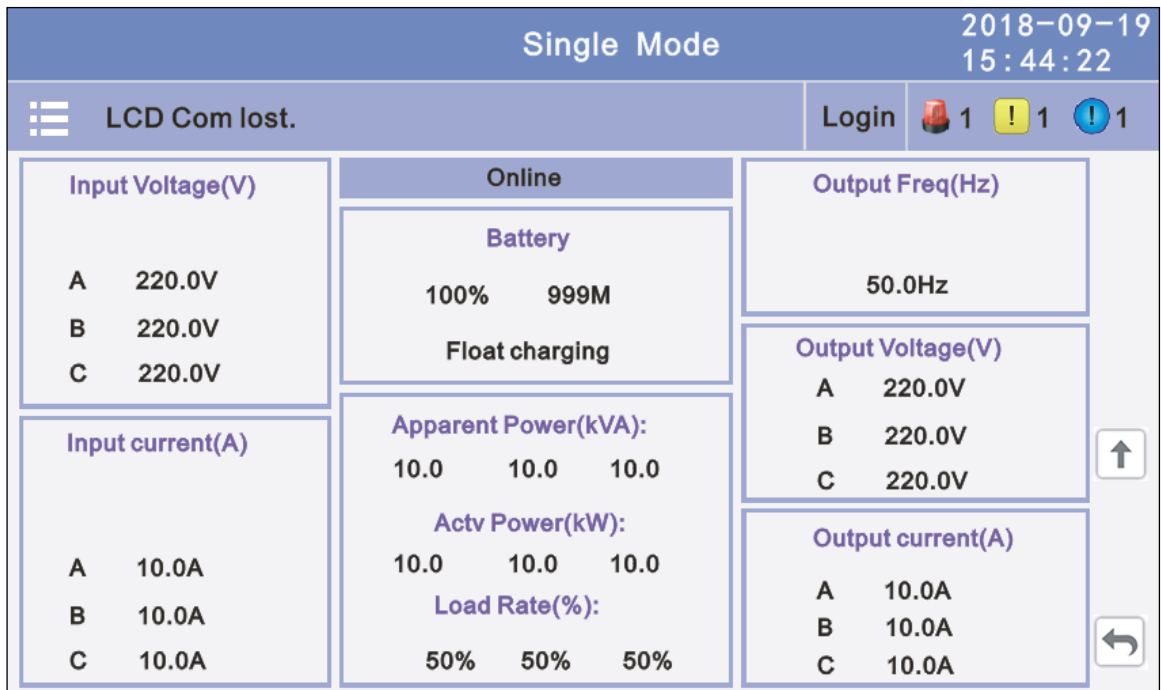 Single Mode
2018-09-19
15:44:22
LCD Com lost.
Login 1 ! 1 ! 1
Input Voltage(V)
A 220.0V
B 220.0V
C 220.0V
Input current(A)
A 10.0A
B 10.0A
C 10.0A
Online
Battery
100% 999M
Float charging
Apparent Power(kVA):
10.0 10.0 10.0
Actv Power(kW):
10.0 10.0 10.0
Load Rate(%):
50% 50% 50%
Output Freq(Hz)
50.0Hz
Output Voltage(V)
A 220.0V
B 220.0V
C 220.0V
Output current(A)
A 10.0A
B 10.0A
C 10.0A